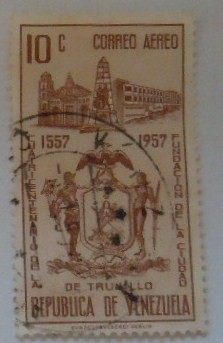 10 C CORREO AEREO
1557 1957
CUATRICENTENARIO DE LA
FUNDACION DE LA CIUDAD
DE TRUJILLO
REPUBLICA DE VENEZUELA